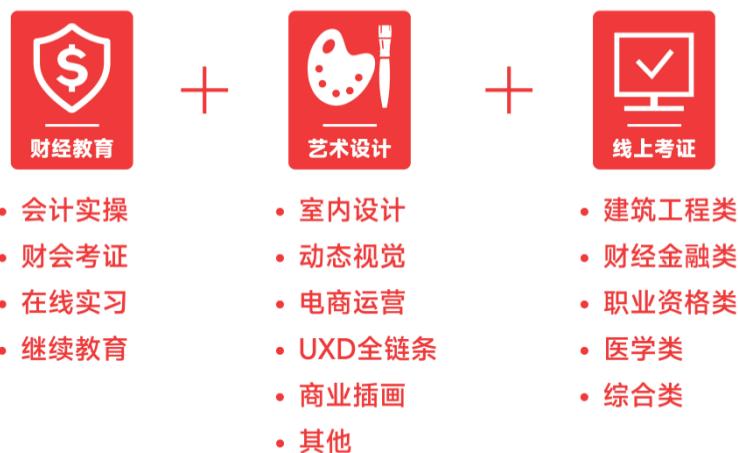 财经教育
会计实操
财会考证
在线实习
继续教育
艺术设计
室内设计
动态视觉
电商运营
UXD全链条
商业插画
其他
线上考证
建筑工程类
财经金融类
职业资格类
医学类
综合类